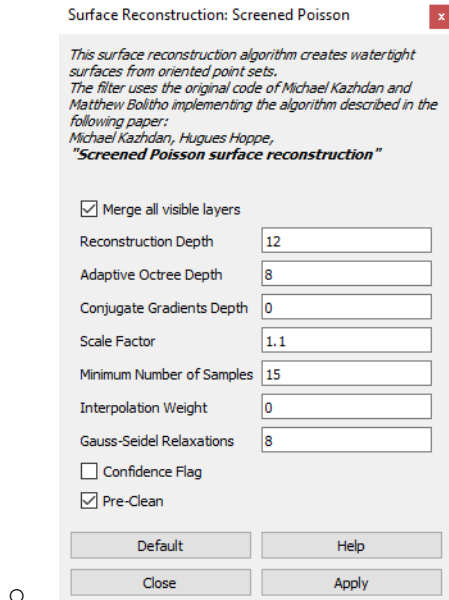 Surface Reconstruction: Screened Poisson
x
This surface reconstruction algorithm creates watertight
surfaces from oriented point sets.
The filter uses the original code of Michael Kazhdan and
Matthew Bolitho implementing the algorithm described in the
following paper:
Michael Kazhdan, Hugues Hoppe,
"Screened Poisson surface reconstruction"
Merge all visible layers
Reconstruction Depth 12
Adaptive Octree Depth 8
Conjugate Gradients Depth 0
Scale Factor 1.1
Minimum Number of Samples 15
Interpolation Weight 0
Gauss-Seidel Relaxations 8
Confidence Flag
Pre-Clean
Default Help
Close Apply